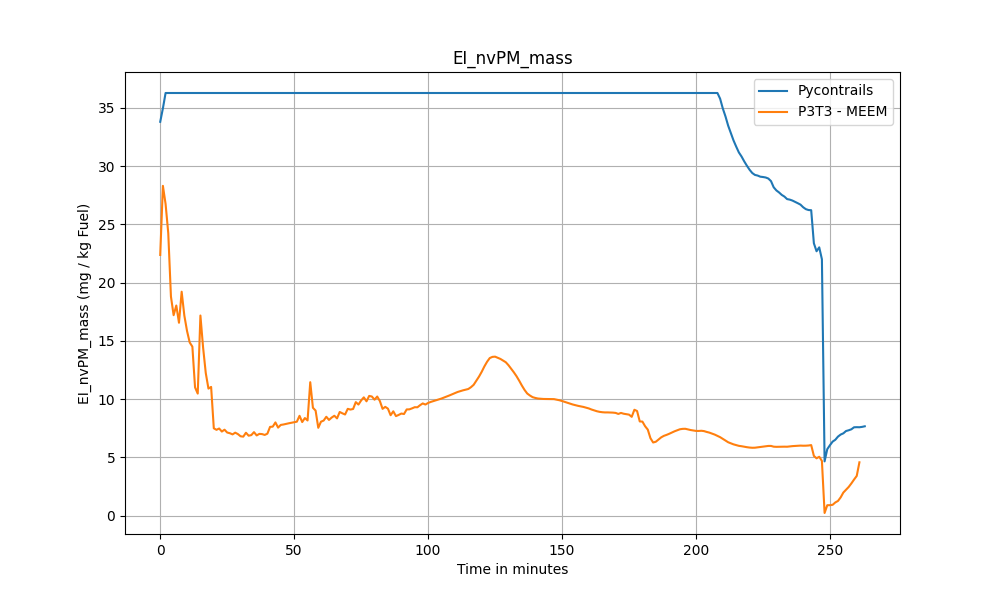 EI_nvPM_mass
Pycontrails
P3T3 - MEEM
EI_nvPM_mass (mg / kg Fuel)
35
30
25
20
15
10
5
0
0 50 100 150 200 250
Time in minutes